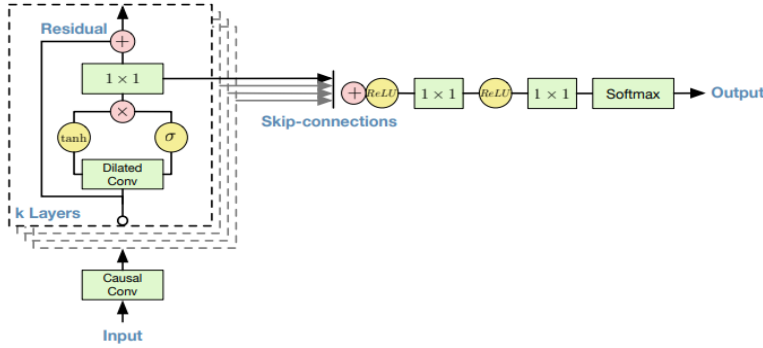 Residual
+
1 × 1
×
tanh
σ
Dilated
Conv
k Layers
Causal
Conv
Input
Skip-connections
+
ReLU
1 × 1
ReLU
1 × 1
Softmax
Output